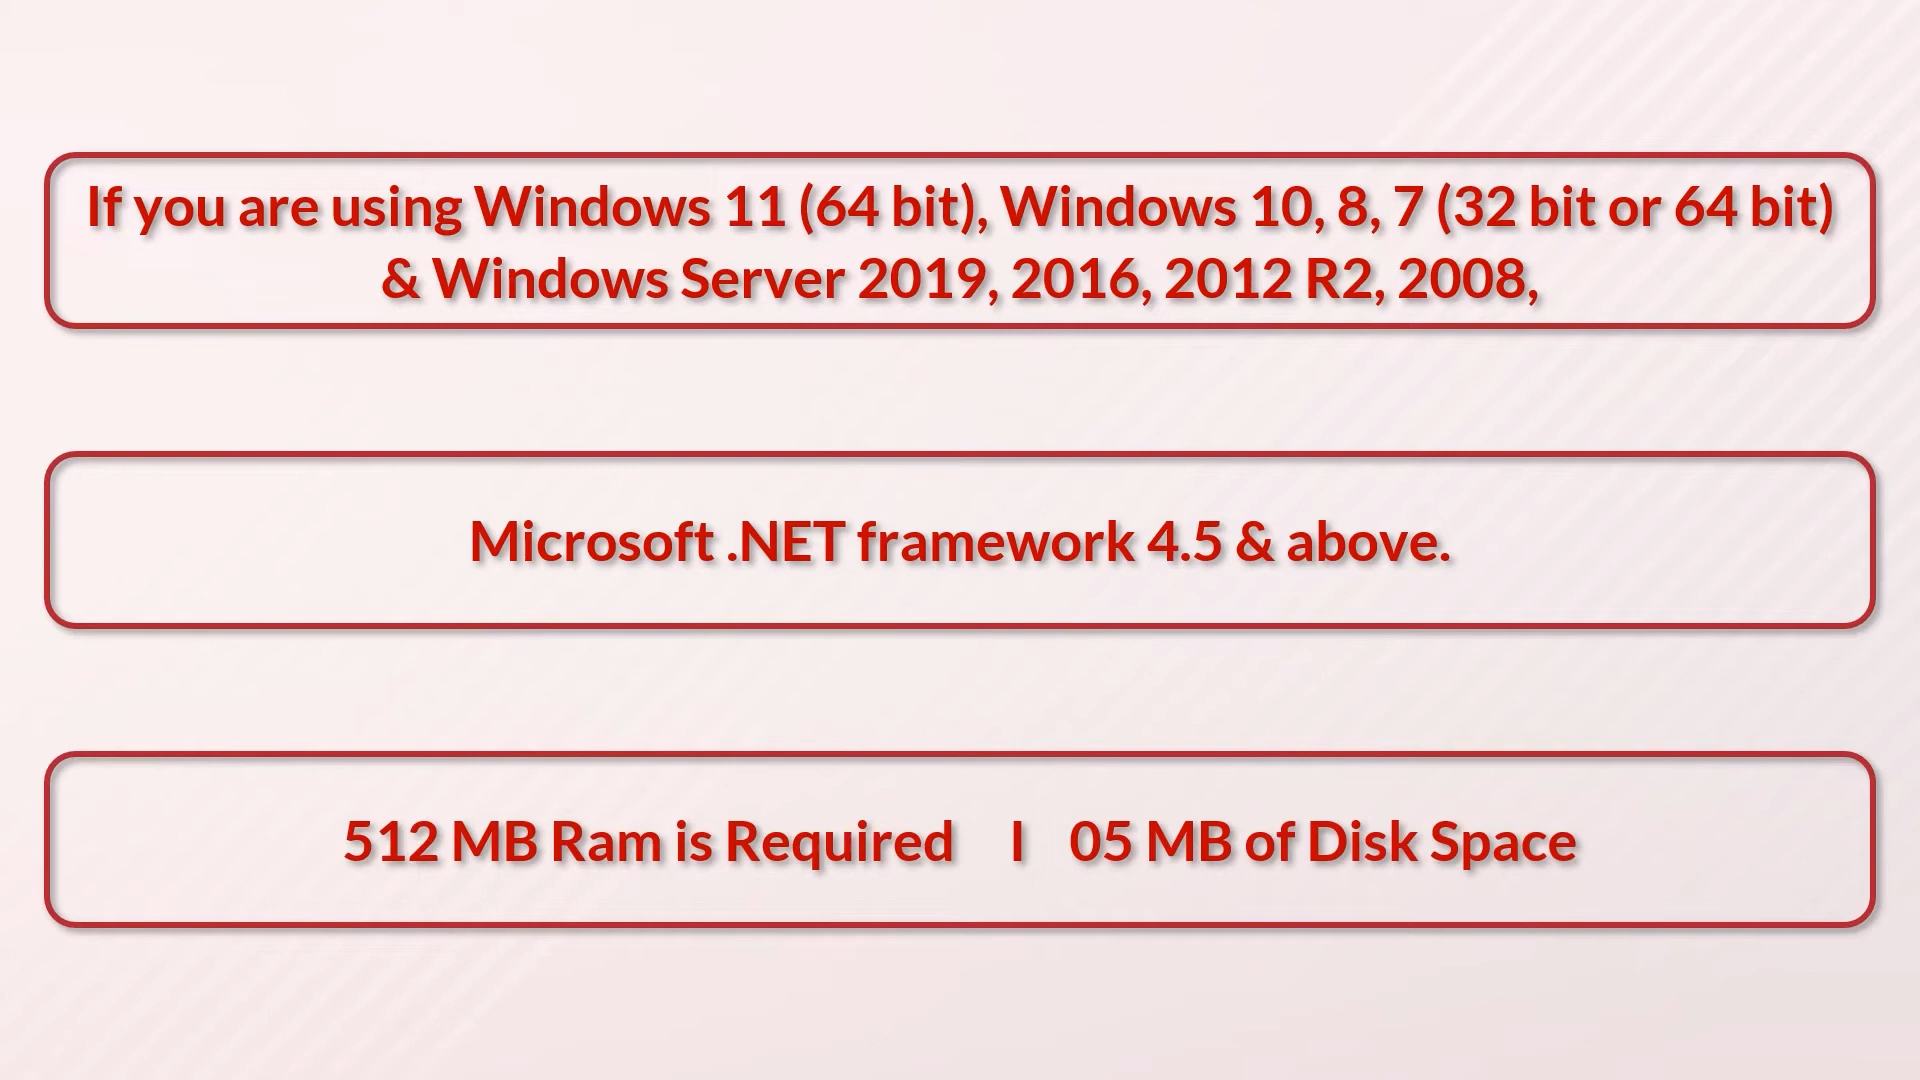 If you are using Windows 11 (64 bit), Windows 10, 8, 7 (32 bit or 64 bit)
& Windows Server 2019, 2016, 2012 R2, 2008,
Microsoft .NET framework 4.5 & above.
512 MB Ram is Required I 05 MB of Disk Space